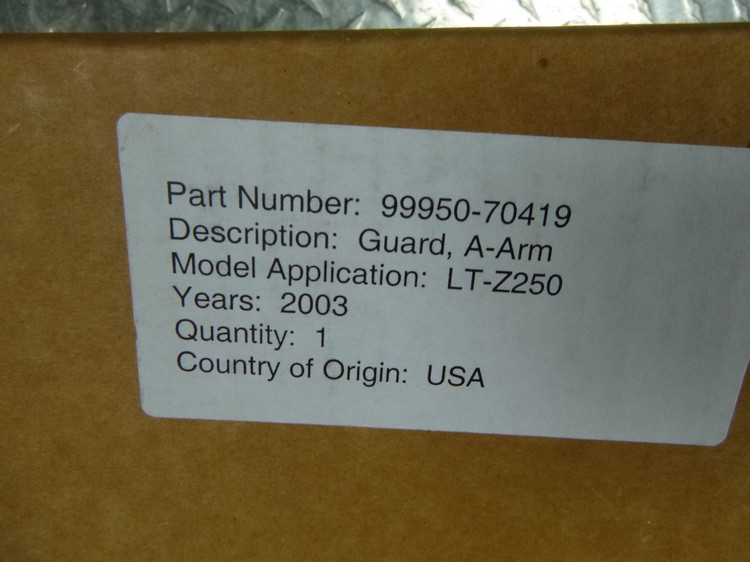 Part Number: 99950-70419
Description: Guard, A-Arm
Model Application: LT-Z250
Years: 2003
Quantity: 1
Country of Origin: USA